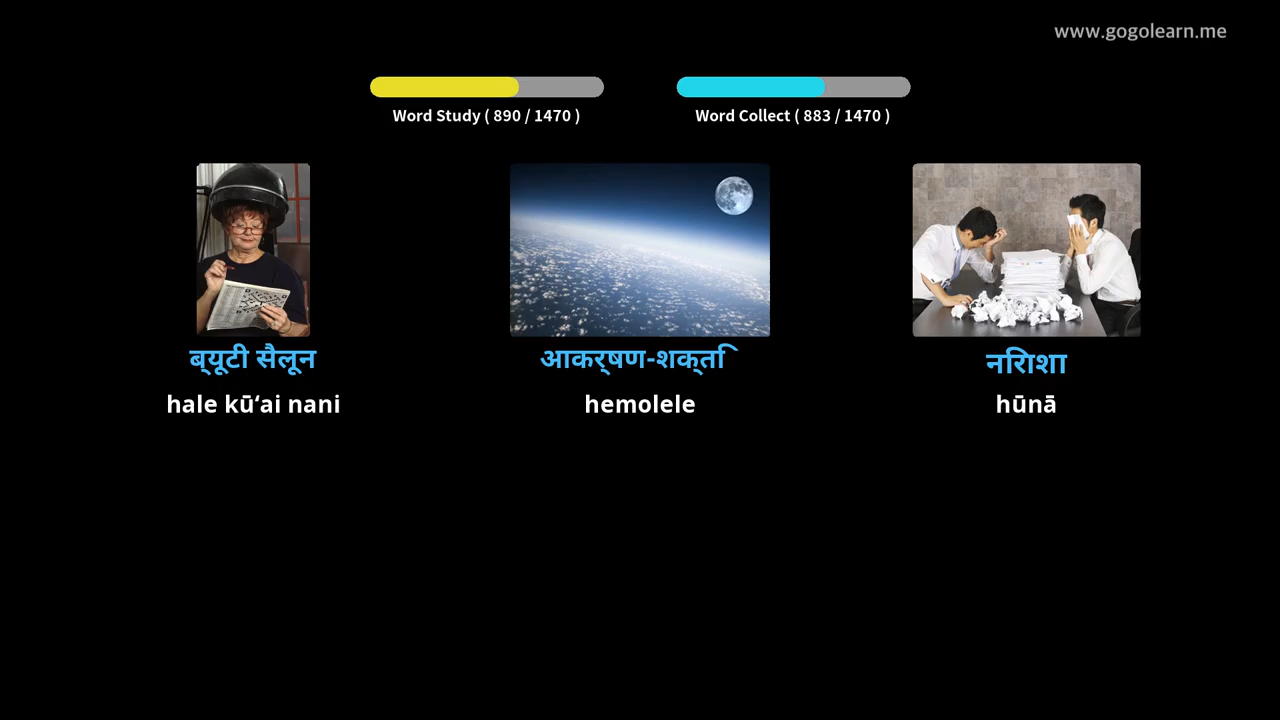 www.gogolearn.me
Word Study ( 890 / 1470 )
Word Collect ( 883 / 1470 )
ब्यूटी सैलून
आकर्षण-शक्ति
निराशा
hale kūʻai nani
hemolele
hūnā